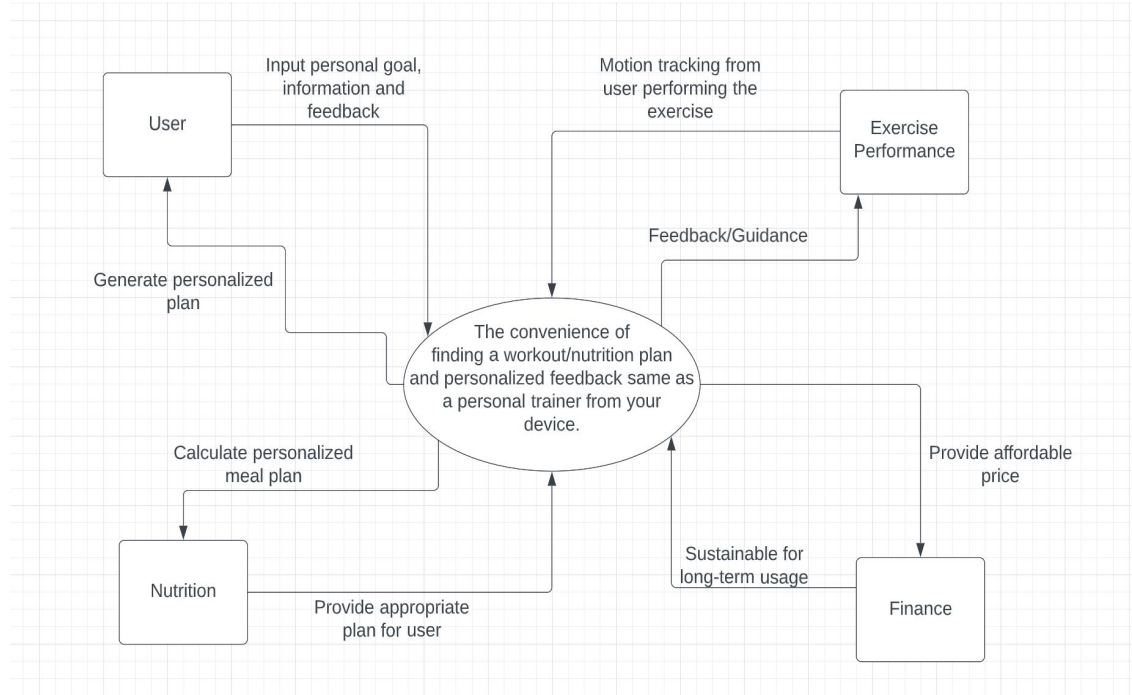 Input personal goal,
information and
feedback
Motion tracking from
user performing the
exercise
User
Exercise
Performance
Feedback/Guidance
Generate personalized
plan
The convenience of
finding a workout/nutrition plan
and personalized feedback same as
a personal trainer from your
device.
Calculate personalized
meal plan
Provide affordable
price
Sustainable for
long-term usage
Nutrition
Finance
Provide appropriate
plan for user